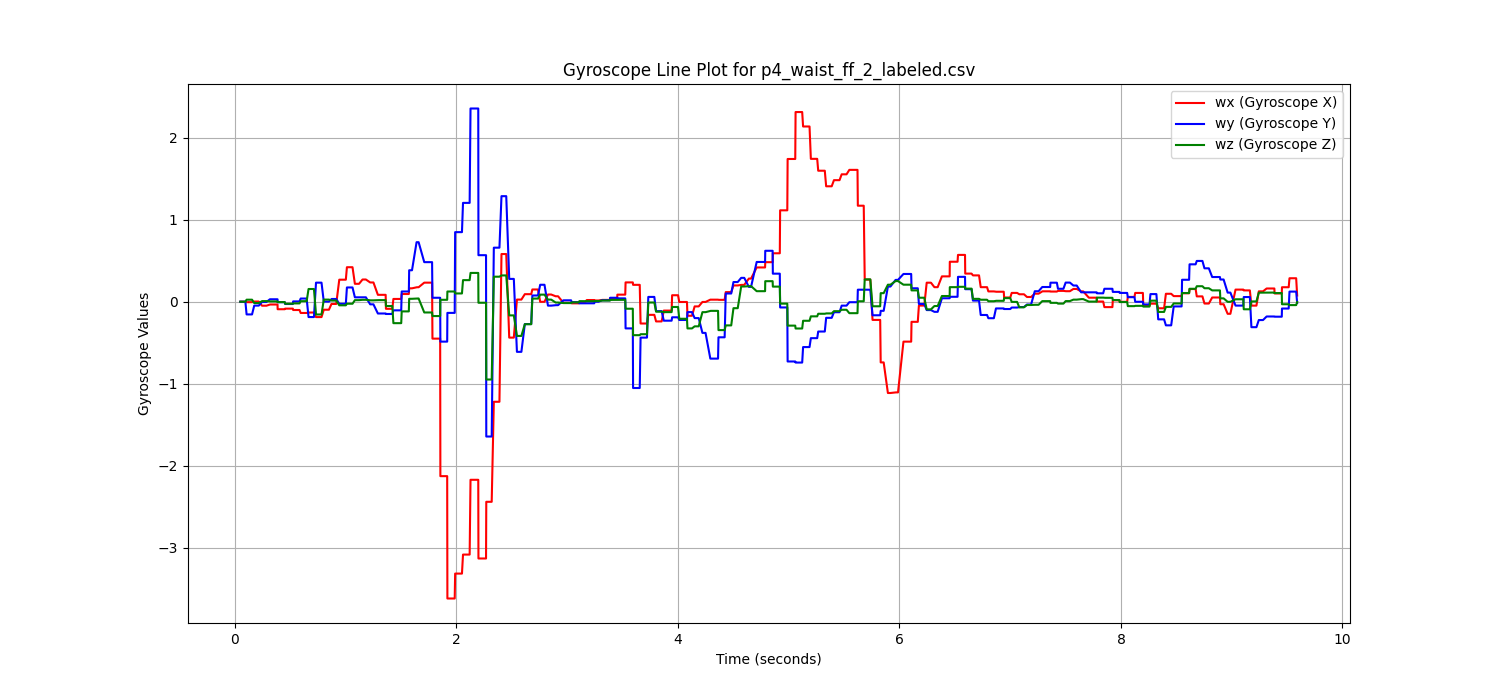 Gyroscope Line Plot for p4_waist_ff_2_labeled.csv
wx (Gyroscope X)
wy (Gyroscope Y)
wz (Gyroscope Z)
Gyroscope Values
2
1
0
−1
−2
−3
0 2 4 6 8 10
Time (seconds)